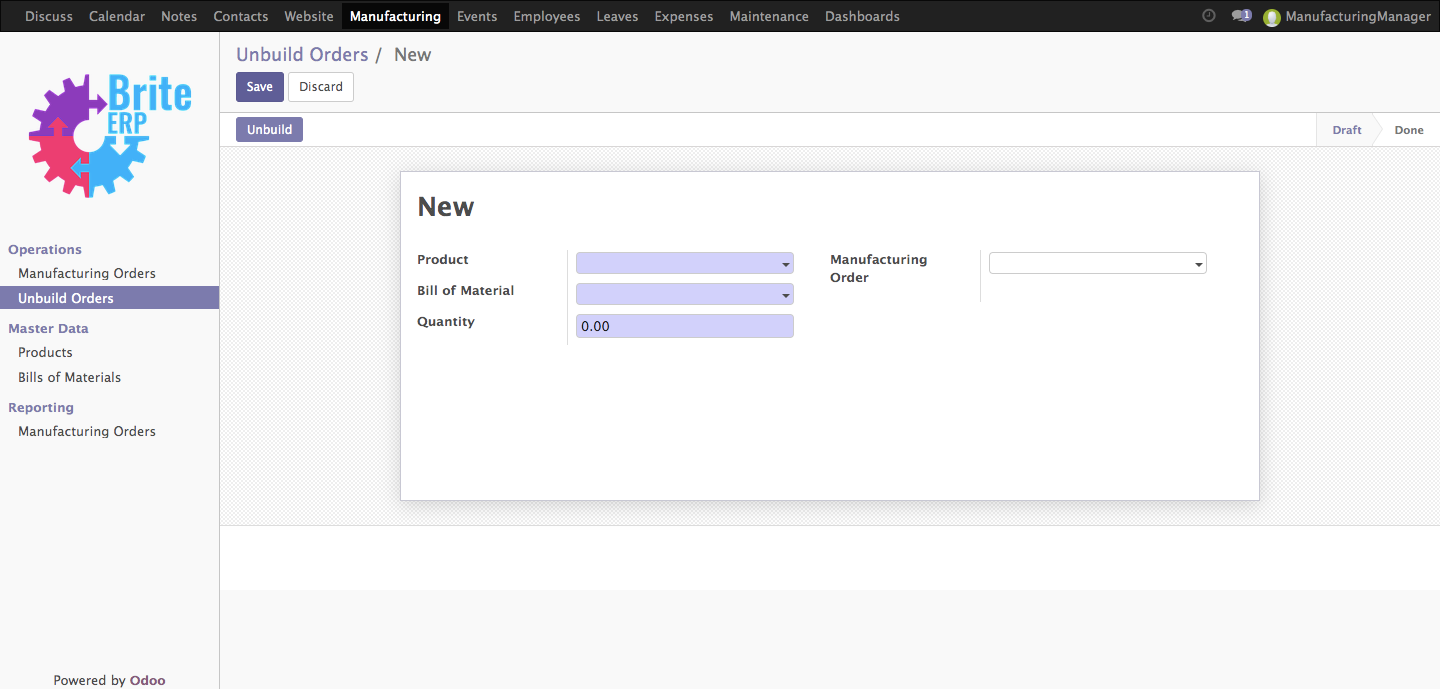 Discuss Calendar Notes Contacts Website Manufacturing Events Employees Leaves Expenses Maintenance Dashboards 1 ManufacturingManager
Brite
ERP
Operations
Manufacturing Orders
Unbuild Orders
Master Data
Products
Bills of Materials
Reporting
Manufacturing Orders
Powered by Odoo
Unbuild Orders / New
Save Discard
Unbuild Draft Done
New
Product
Bill of Material
Quantity 0.00
Manufacturing
Order